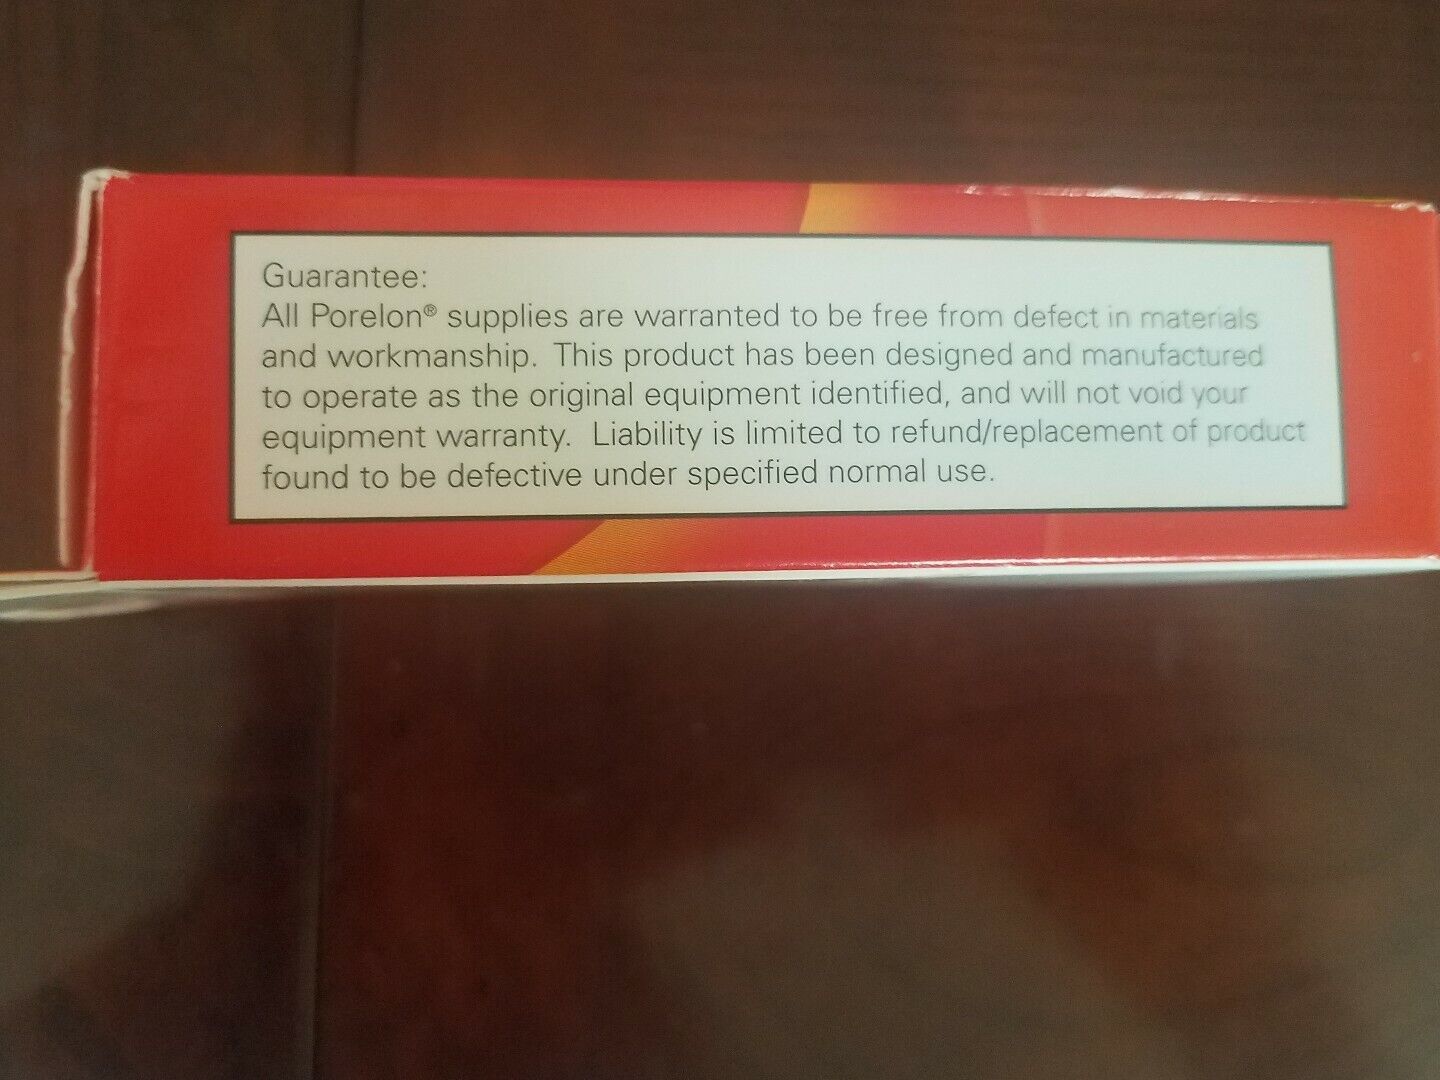 Guarantee:
All Porelon® supplies are warranted to be free from defect in materials
and workmanship. This product has been designed and manufactured
to operate as the original equipment identified, and will not void your
equipment warranty. Liability is limited to refund/replacement of product
found to be defective under specified normal use.